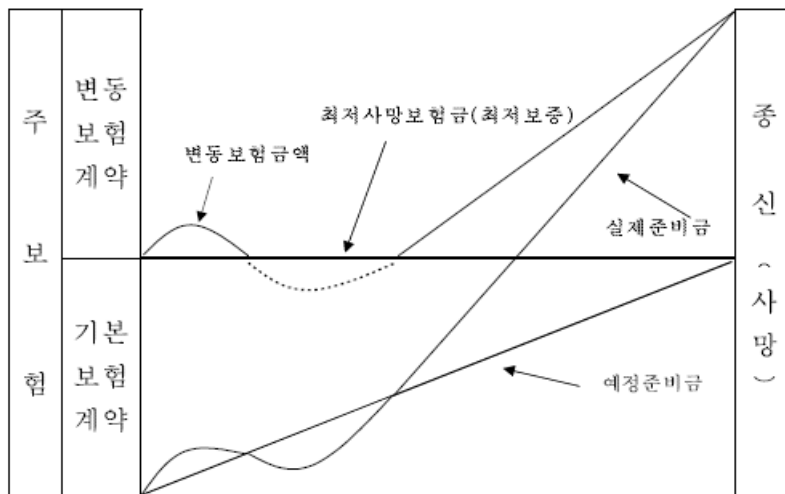 주보험
변동
보험
계약
기본
보험
계약
변동보험금액
최저사망보험금(최저보증)
실제준비금
예정준비금
종신(사망)